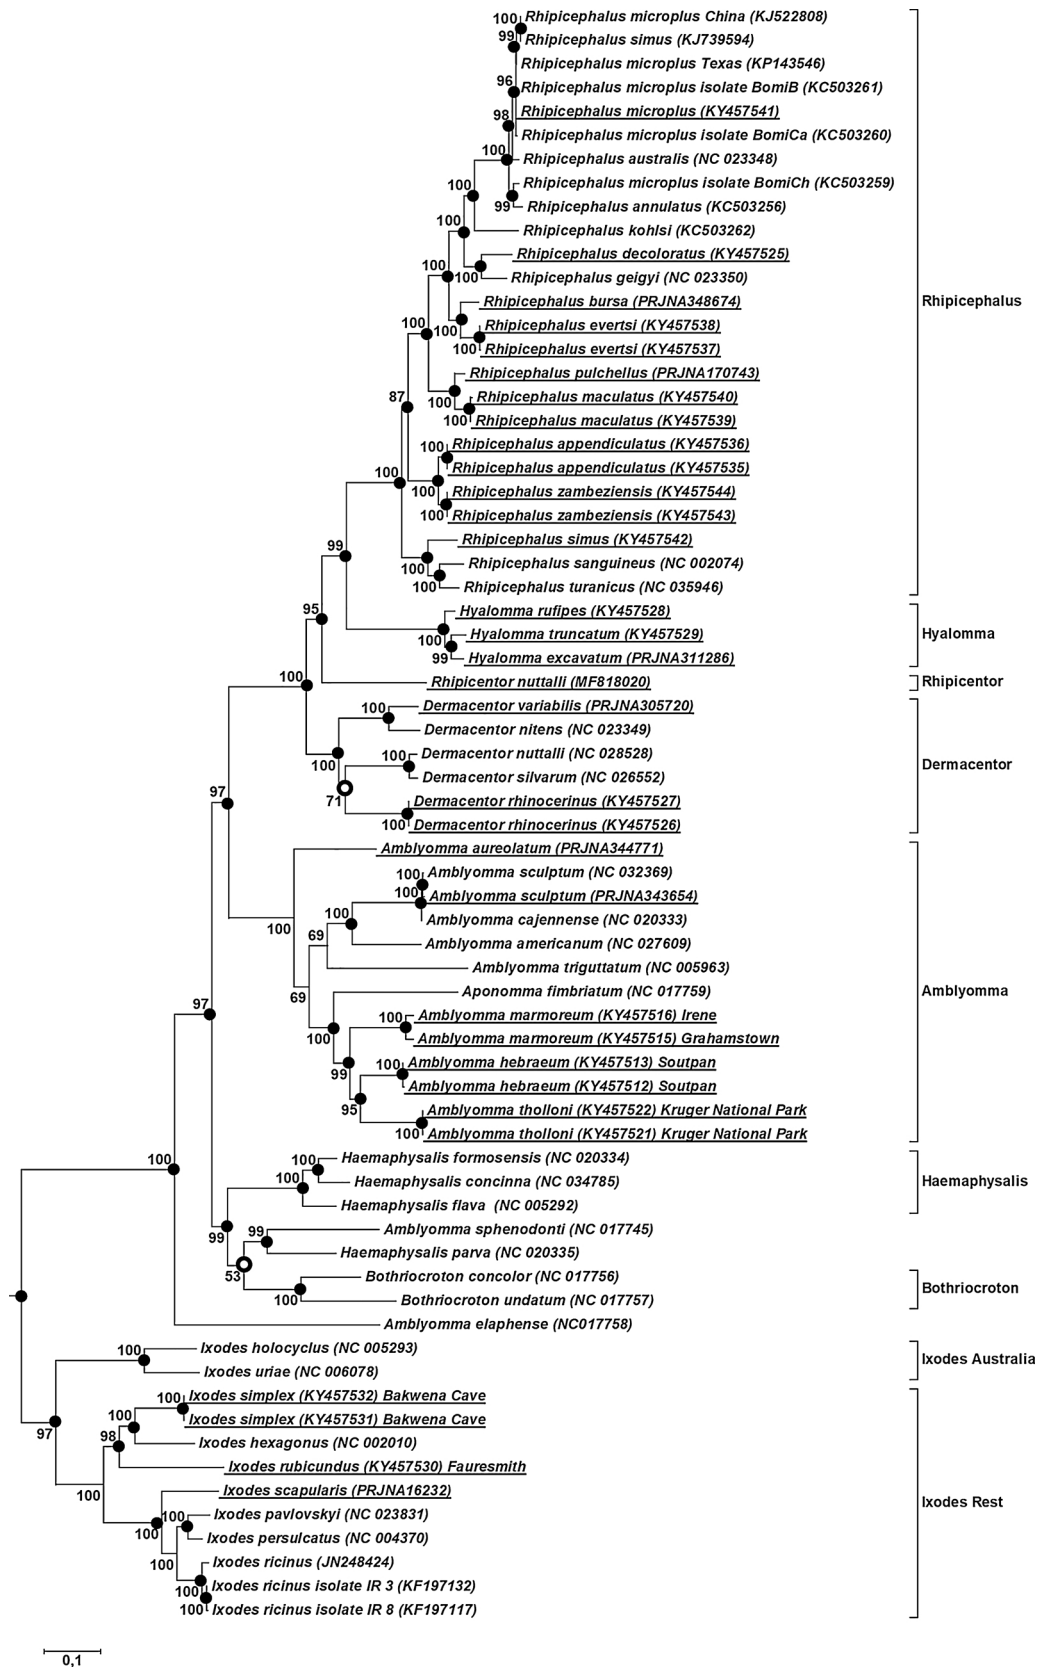 100
Rhipicephalus microplus China (KJ522808)
99
Rhipicephalus simus (KJ739594)
Rhipicephalus microplus Texas (KP143546)
96
Rhipicephalus microplus isolate BomiB (KC503261)
98
Rhipicephalus microplus (KY457541)
Rhipicephalus microplus isolate BomiCa (KC503260)
100
Rhipicephalus australis (NC 023348)
100
Rhipicephalus microplus isolate BomiCh (KC503259)
99
Rhipicephalus annulatus (KC503256)
100
Rhipicephalus kohlsi (KC503262)
Rhipicephalus decoloratus (KY457525)
100
100
Rhipicephalus geigyi (NC 023350)
Rhipicephalus bursa (PRJNA348674)
Rhipicephalus
100
100
Rhipicephalus evertsi (KY457538)
100
Rhipicephalus evertsi (KY457537)
Rhipicephalus pulchellus (PRJNA170743)
87
100
Rhipicephalus maculatus (KY457540)
100
Rhipicephalus maculatus (KY457539)
100
Rhipicephalus appendiculatus (KY457536)
100
Rhipicephalus appendiculatus (KY457535)
100
Rhipicephalus zambeziensis (KY457544)
100
Rhipicephalus zambeziensis (KY457543)
99
Rhipicephalus simus (KY457542)
100
Rhipicephalus sanguineus (NC 002074)
100
Rhipicephalus turanicus (NC 035946)
95
Hyalomma rufipes (KY457528)
100
Hyalomma truncatum (KY457529)
Hyalomma
99
Hyalomma excavatum (PRJNA311286)
100
Rhipicentor nuttalli (MF818020)
Rhipicentor
100
Dermacentor variabilis (PRJNA305720)
Dermacentor nitens (NC 023349)
100
100
Dermacentor nuttalli (NC 028528)
Dermacentor
Dermacentor silvarum (NC 026552)
97
71
Dermacentor rhinocerinus (KY457527)
100
Dermacentor rhinocerinus (KY457526)
Amblyomma aureolatum (PRJNA344771)
100
Amblyomma sculptum (NC 032369)
100
Amblyomma sculptum (PRJNA343654)
100
100
Amblyomma cajennense (NC 020333)
69
Amblyomma americanum (NC 027609)
Amblyomma triguttatum (NC 005963)
69
Aponomma fimbriatum (NC 017759)
Amblyomma
97
100
100
Amblyomma marmoreum (KY457516) Irene
Amblyomma marmoreum (KY457515) Grahamstown
99
100
Amblyomma hebraeum (KY457513) Soutpan
Amblyomma hebraeum (KY457512) Soutpan
95
Amblyomma tholloni (KY457522) Kruger National Park
100
Amblyomma tholloni (KY457521) Kruger National Park
100
100
Haemaphysalis formosensis (NC 020334)
100
Haemaphysalis concinna (NC 034785)
Haemaphysalis
Haemaphysalis flava (NC 005292)
99
99
Amblyomma sphenodonti (NC 017745)
Haemaphysalis parva (NC 020335)
53
Bothriocroton concolor (NC 017756)
Bothriocroton
100
Bothriocroton undatum (NC 017757)
Amblyomma elaphense (NC017758)
100
Ixodes holocyclus (NC 005293)
Ixodes Australia
Ixodes uriae (NC 006078)
100
Ixodes simplex (KY457532) Bakwena Cave
97
100
Ixodes simplex (KY457531) Bakwena Cave
98
Ixodes hexagonus (NC 002010)
Ixodes rubicundus (KY457530) Fauresmith
100
Ixodes scapularis (PRJNA16232)
Ixodes Rest
100
100
Ixodes pavlovskyi (NC 023831)
Ixodes persulcatus (NC 004370)
100
Ixodes ricinus (JN248424)
100
Ixodes ricinus isolate IR 3 (KF197132)
100
Ixodes ricinus isolate IR 8 (KF197117)
0,1